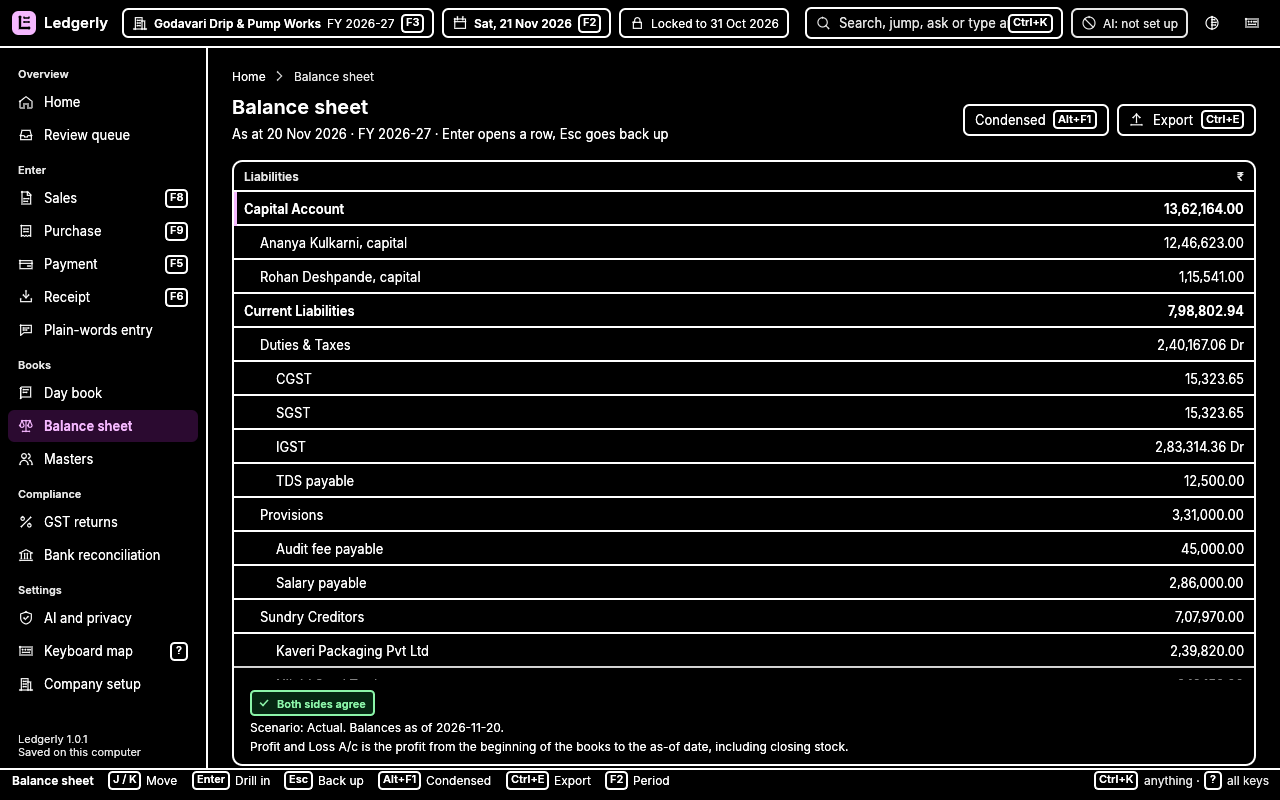 Ledgerly
Godavari Drip & Pump Works FY 2026-27 F3
Sat, 21 Nov 2026 F2
Locked to 31 Oct 2026
Search, jump, ask or type a Ctrl+K
AI: not set up
Overview
Home
Review queue
Enter
Sales F8
Purchase F9
Payment F5
Receipt F6
Plain-words entry
Books
Day book
Balance sheet
Masters
Compliance
GST returns
Bank reconciliation
Settings
AI and privacy
Keyboard map ?
Company setup
Ledgerly 1.0.1
Saved on this computer
Home > Balance sheet
Balance sheet
As at 20 Nov 2026 · FY 2026-27 · Enter opens a row, Esc goes back up
Condensed Alt+F1
Export Ctrl+E
Liabilities ₹
Capital Account 13,62,164.00
Ananya Kulkarni, capital 12,46,623.00
Rohan Deshpande, capital 1,15,541.00
Current Liabilities 7,98,802.94
Duties & Taxes 2,40,167.06 Dr
CGST 15,323.65
SGST 15,323.65
IGST 2,83,314.36 Dr
TDS payable 12,500.00
Provisions 3,31,000.00
Audit fee payable 45,000.00
Salary payable 2,86,000.00
Sundry Creditors 7,07,970.00
Kaveri Packaging Pvt Ltd 2,39,820.00
Both sides agree
Scenario: Actual. Balances as of 2026-11-20.
Profit and Loss A/c is the profit from the beginning of the books to the as-of date, including closing stock.
Balance sheet J / K Move Enter Drill in Esc Back up Alt+F1 Condensed Ctrl+E Export F2 Period
Ctrl+K anything · ? all keys